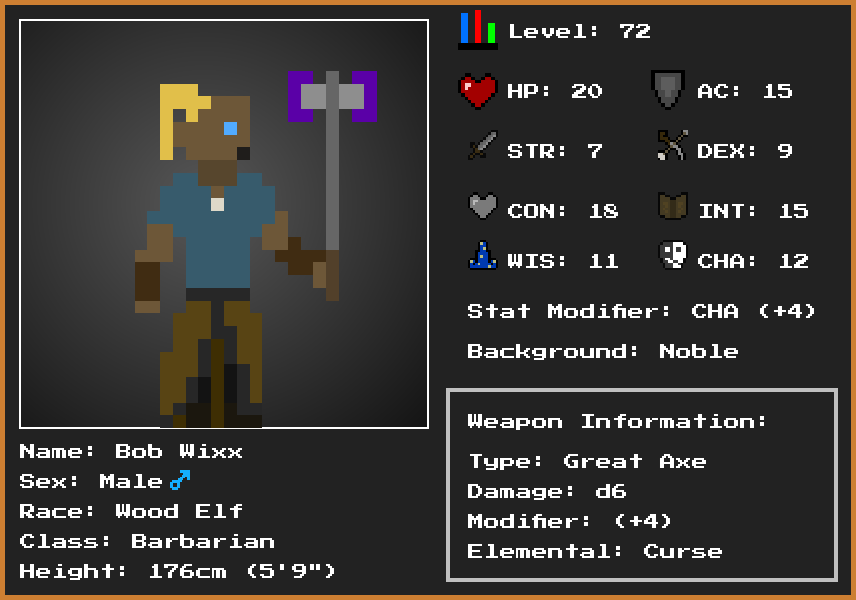 Level: 72
HP: 20
AC: 15
STR: 7
DEX: 9
CON: 18
INT: 15
WIS: 11
CHA: 12
Stat Modifier: CHA (+4)
Background: Noble
Weapon Information:
Type: Great Axe
Damage: d6
Modifier: (+4)
Elemental: Curse
Name: Bob Wixx
Sex: Male ♂
Race: Wood Elf
Class: Barbarian
Height: 176cm (5'9")